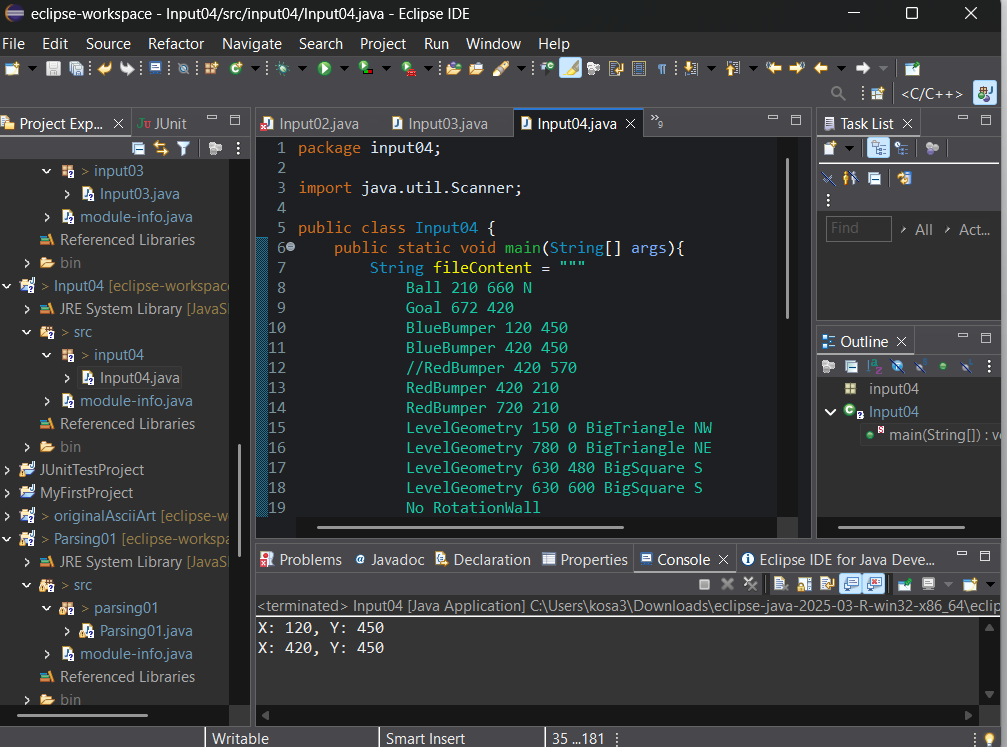 eclipse-workspace - Input04/src/input04/Input04.java - Eclipse IDE
File Edit Source Refactor Navigate Search Project Run Window Help
<C/C++>
Project Exp...
JUnit
> input03
Input03.java
module-info.java
Referenced Libraries
> bin
> Input04 [eclipse-workspace
JRE System Library [JavaS
> src
> input04
Input04.java
module-info.java
Referenced Libraries
bin
JUnitTestProject
MyFirstProject
> originalAsciiArt [eclipse-w
> Parsing01 [eclipse-workspa
JRE System Library [JavaS
> src
> parsing01
Parsing01.java
module-info.java
Referenced Libraries
bin
Input02.java Input03.java Input04.java »9
1 package input04;
2
3 import java.util.Scanner;
4
5 public class Input04 {
6 public static void main(String[] args){
7 String fileContent = """
8 Ball 210 660 N
9 Goal 672 420
10 BlueBumper 120 450
11 BlueBumper 420 450
12 //RedBumper 420 570
13 RedBumper 420 210
14 RedBumper 720 210
15 LevelGeometry 150 0 BigTriangle NW
16 LevelGeometry 780 0 BigTriangle NE
17 LevelGeometry 630 480 BigSquare S
18 LevelGeometry 630 600 BigSquare S
19 No RotationWall
Task List
Find
All
Act...
Outline
input04
Input04
main(String[]) : v
Problems Javadoc Declaration Properties Console Eclipse IDE for Java Deve...
<terminated> Input04 [Java Application] C:\Users\kosa3\Downloads\eclipse-java-2025-03-R-win32-x86_64\eclip
X: 120, Y: 450
X: 420, Y: 450
Writable
Smart Insert
35 ...181